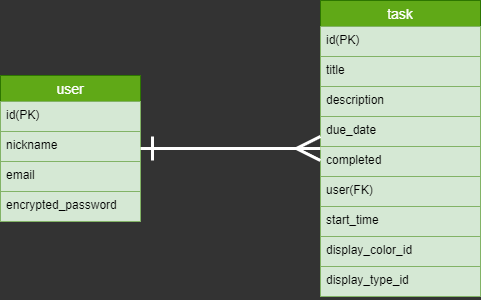 user
id(PK)
nickname
email
encrypted_password
task
id(PK)
title
description
due_date
completed
user(FK)
start_time
display_color_id
display_type_id